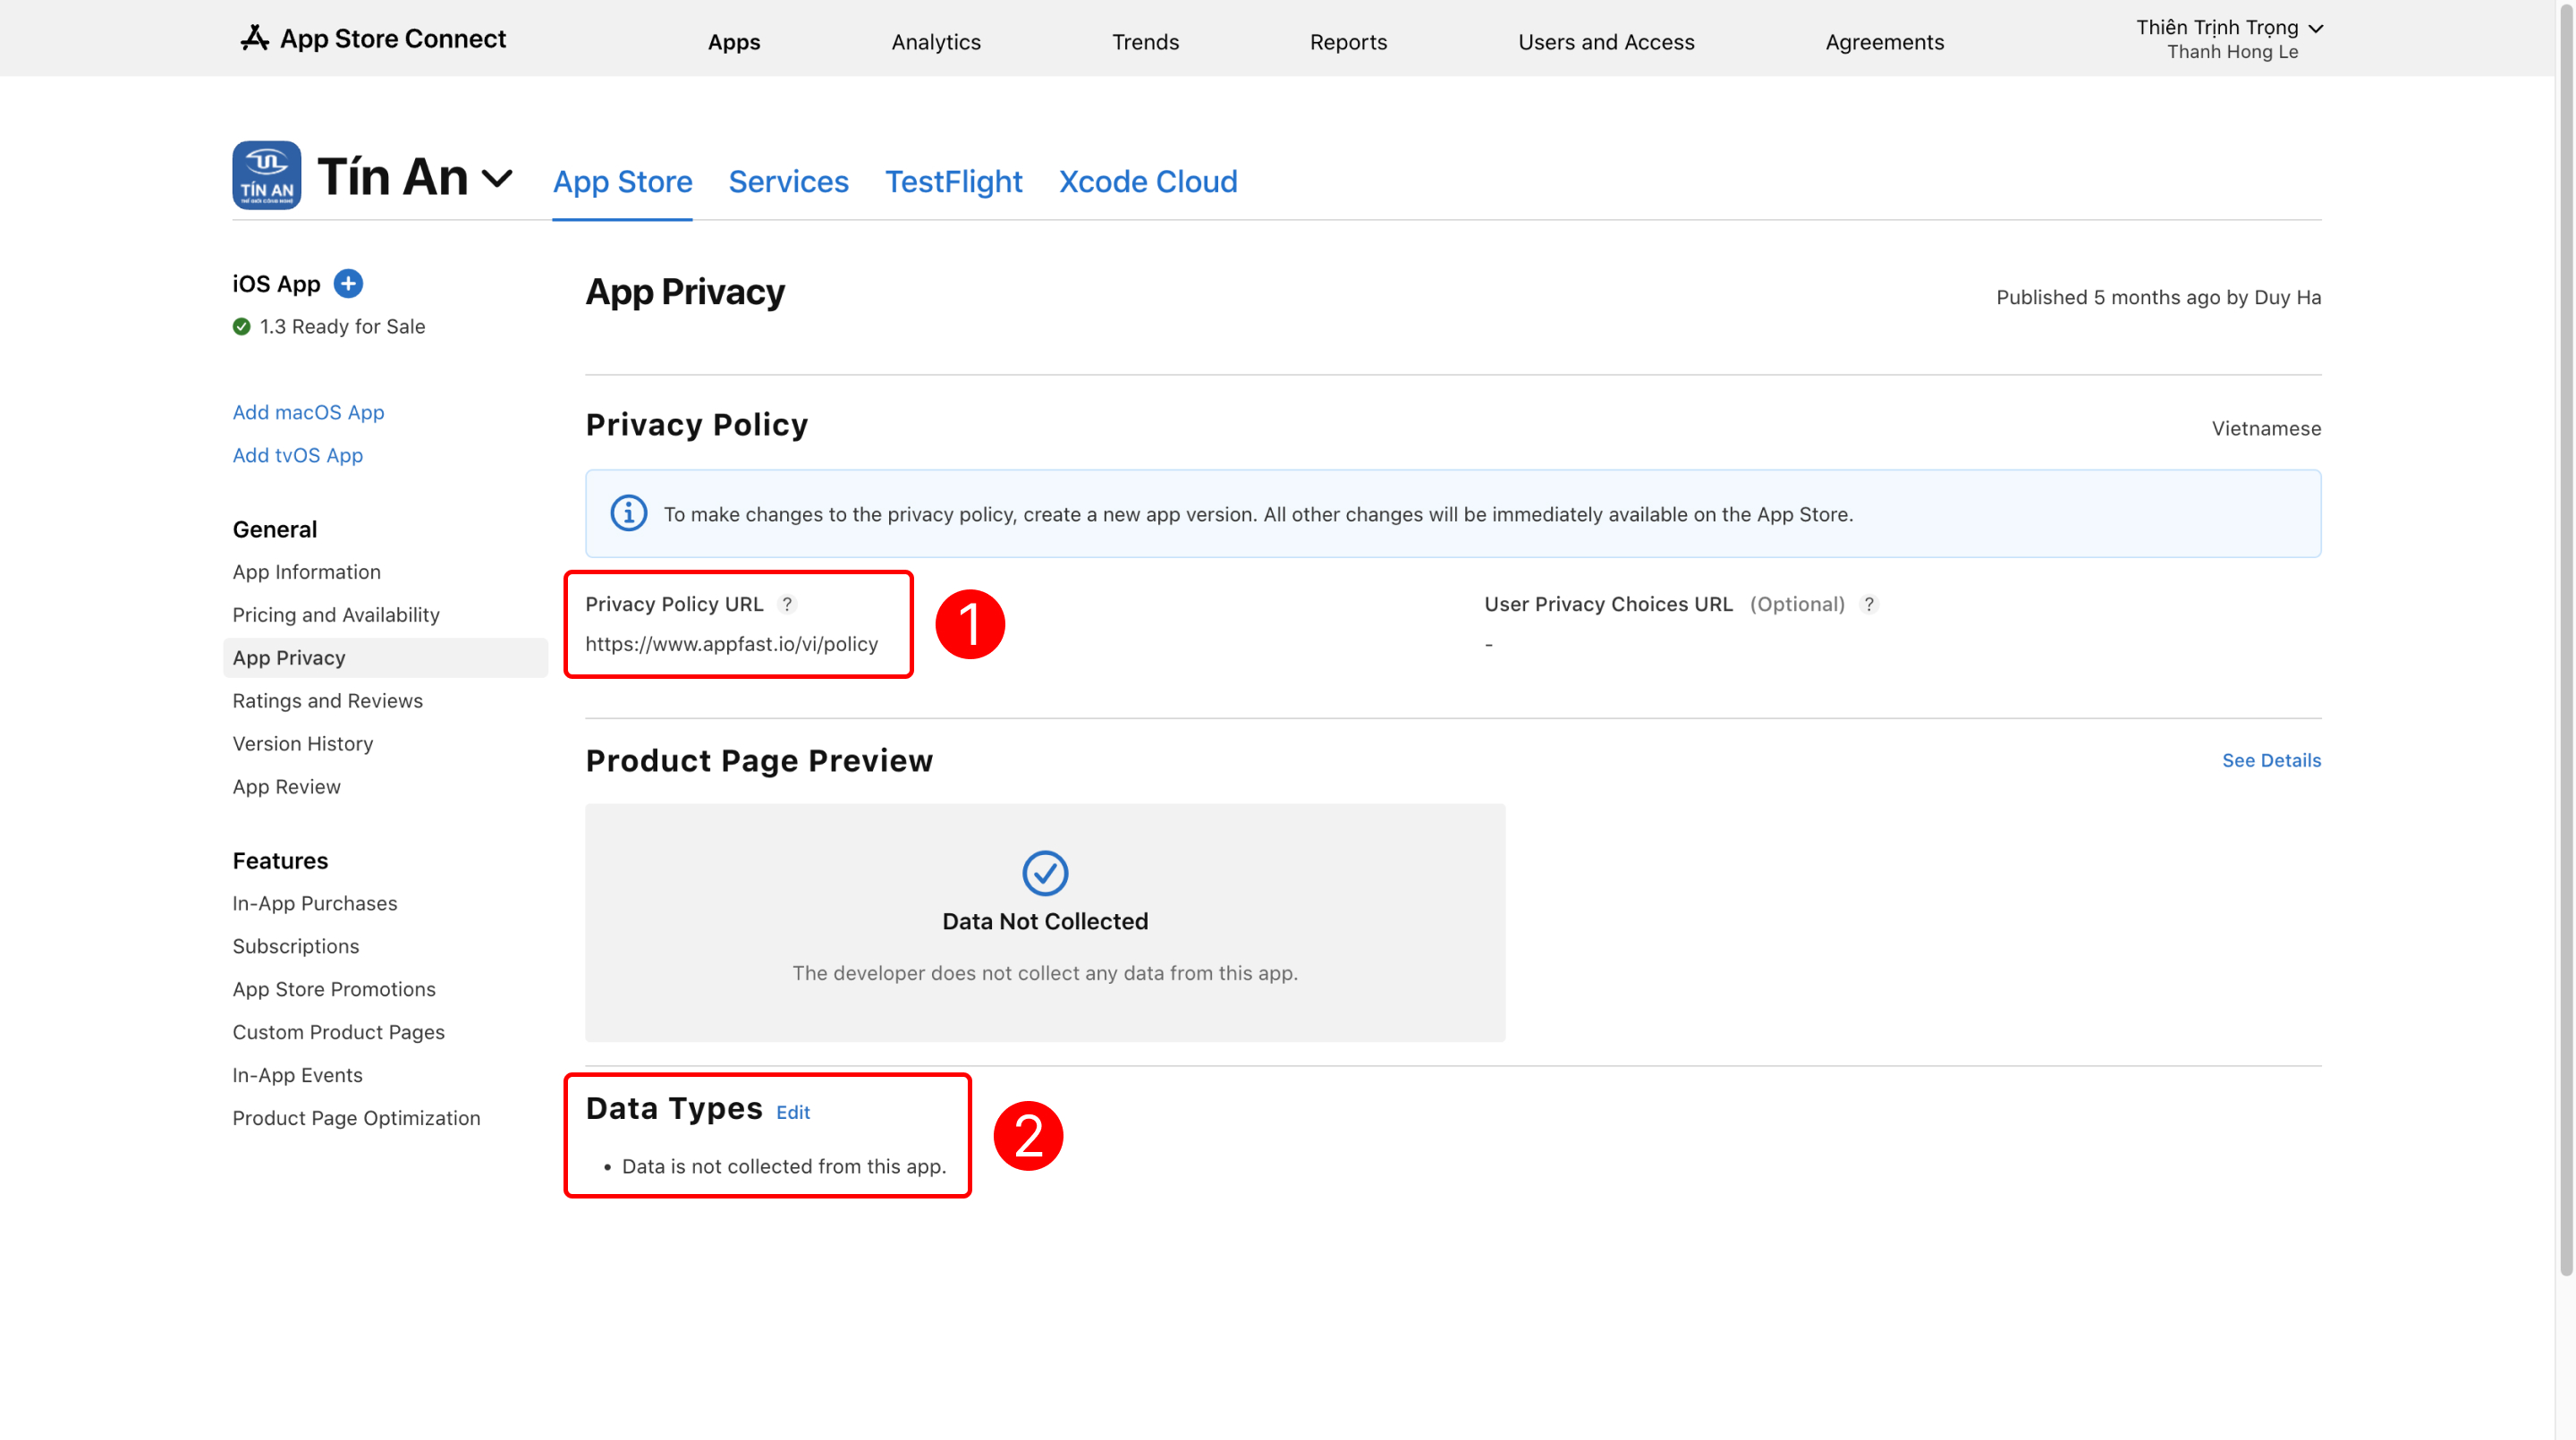 App Store Connect
Apps
Analytics
Trends
Reports
Users and Access
Agreements
Thiên Trịnh Trọng
Thanh Hong Le
TÍN AN
THẾ GIỚI CÔNG NGHỆ
Tín An
App Store
Services
TestFlight
Xcode Cloud
iOS App
1.3 Ready for Sale
Add macOS App
Add tvOS App
General
App Information
Pricing and Availability
App Privacy
Ratings and Reviews
Version History
App Review
Features
In-App Purchases
Subscriptions
App Store Promotions
Custom Product Pages
In-App Events
Product Page Optimization
App Privacy
Published 5 months ago by Duy Ha
Privacy Policy
Vietnamese
To make changes to the privacy policy, create a new app version. All other changes will be immediately available on the App Store.
Privacy Policy URL ?
https://www.appfast.io/vi/policy
1
User Privacy Choices URL (Optional) ?
-
Product Page Preview
See Details
Data Not Collected
The developer does not collect any data from this app.
Data Types Edit
• Data is not collected from this app.
2